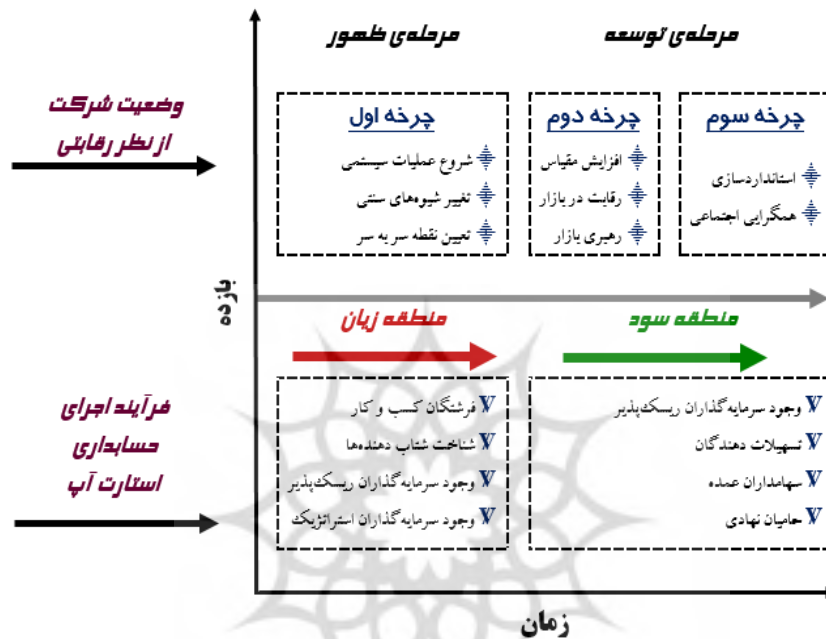 مرحله‌ی ظهور
مرحله‌ی توسعه
وضعیت شرکت
از نظر رقابتی
چرخه اول
شروع عملیات سیستمی
تغییر شیوه‌های سنتی
تعیین نقطه سر به سر
چرخه دوم
افزایش مقیاس
رقابت در بازار
رهبری بازار
چرخه سوم
استانداردسازی
همگرایی اجتماعی
بازده
منطقه زیان
منطقه سود
فرآیند اجرای
حسابداری
استارت آپ
فرشتگان کسب و کار
شناخت شتاب دهنده‌ها
وجود سرمایه‌گذاران ریسک‌پذیر
وجود سرمایه‌گذاران استراتژیک
وجود سرمایه‌گذاران ریسک‌پذیر
تسهیلات دهندگان
سهامداران عمده
حامیان نهادی
زمان